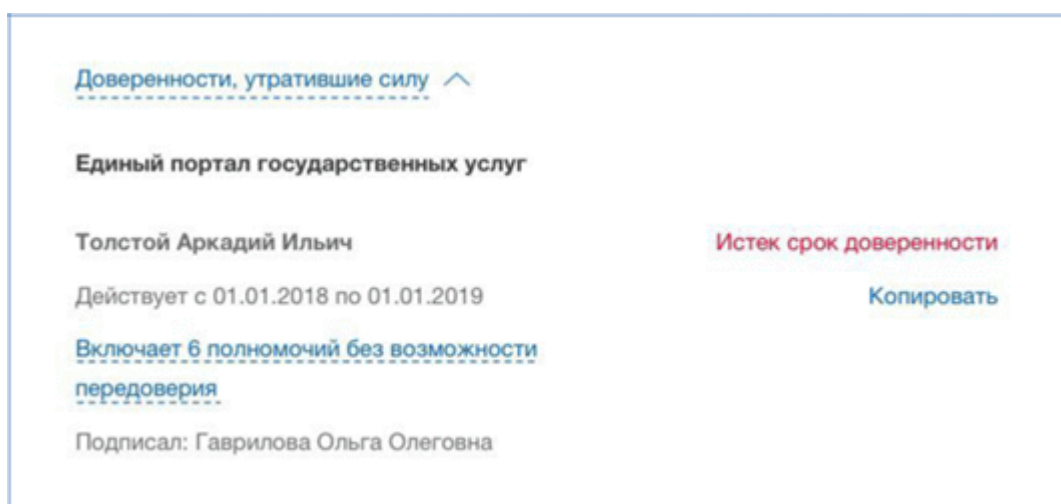 Доверенности, утратившие силу
Единый портал государственных услуг
Толстой Аркадий Ильич
Истек срок доверенности
Действует с 01.01.2018 по 01.01.2019
Копировать
Включает 6 полномочий без возможности
передоверия
Подписал: Гаврилова Ольга Олеговна